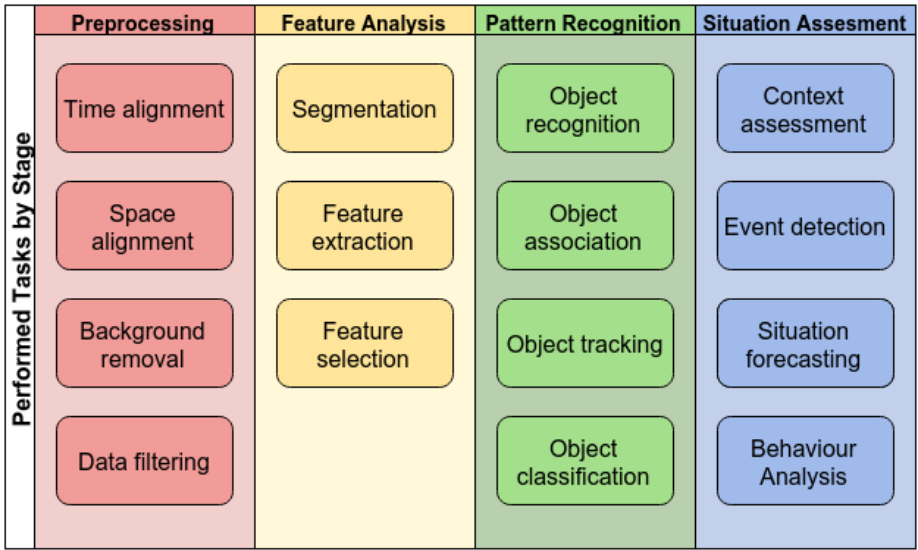 Performed Tasks by Stage
Preprocessing
Time alignment
Space
alignment
Background
removal
Data filtering
Feature Analysis
Segmentation
Feature
extraction
Feature
selection
Pattern Recognition
Object
recognition
Object
association
Object tracking
Object
classification
Situation Assesment
Context
assessment
Event detection
Situation
forecasting
Behaviour
Analysis